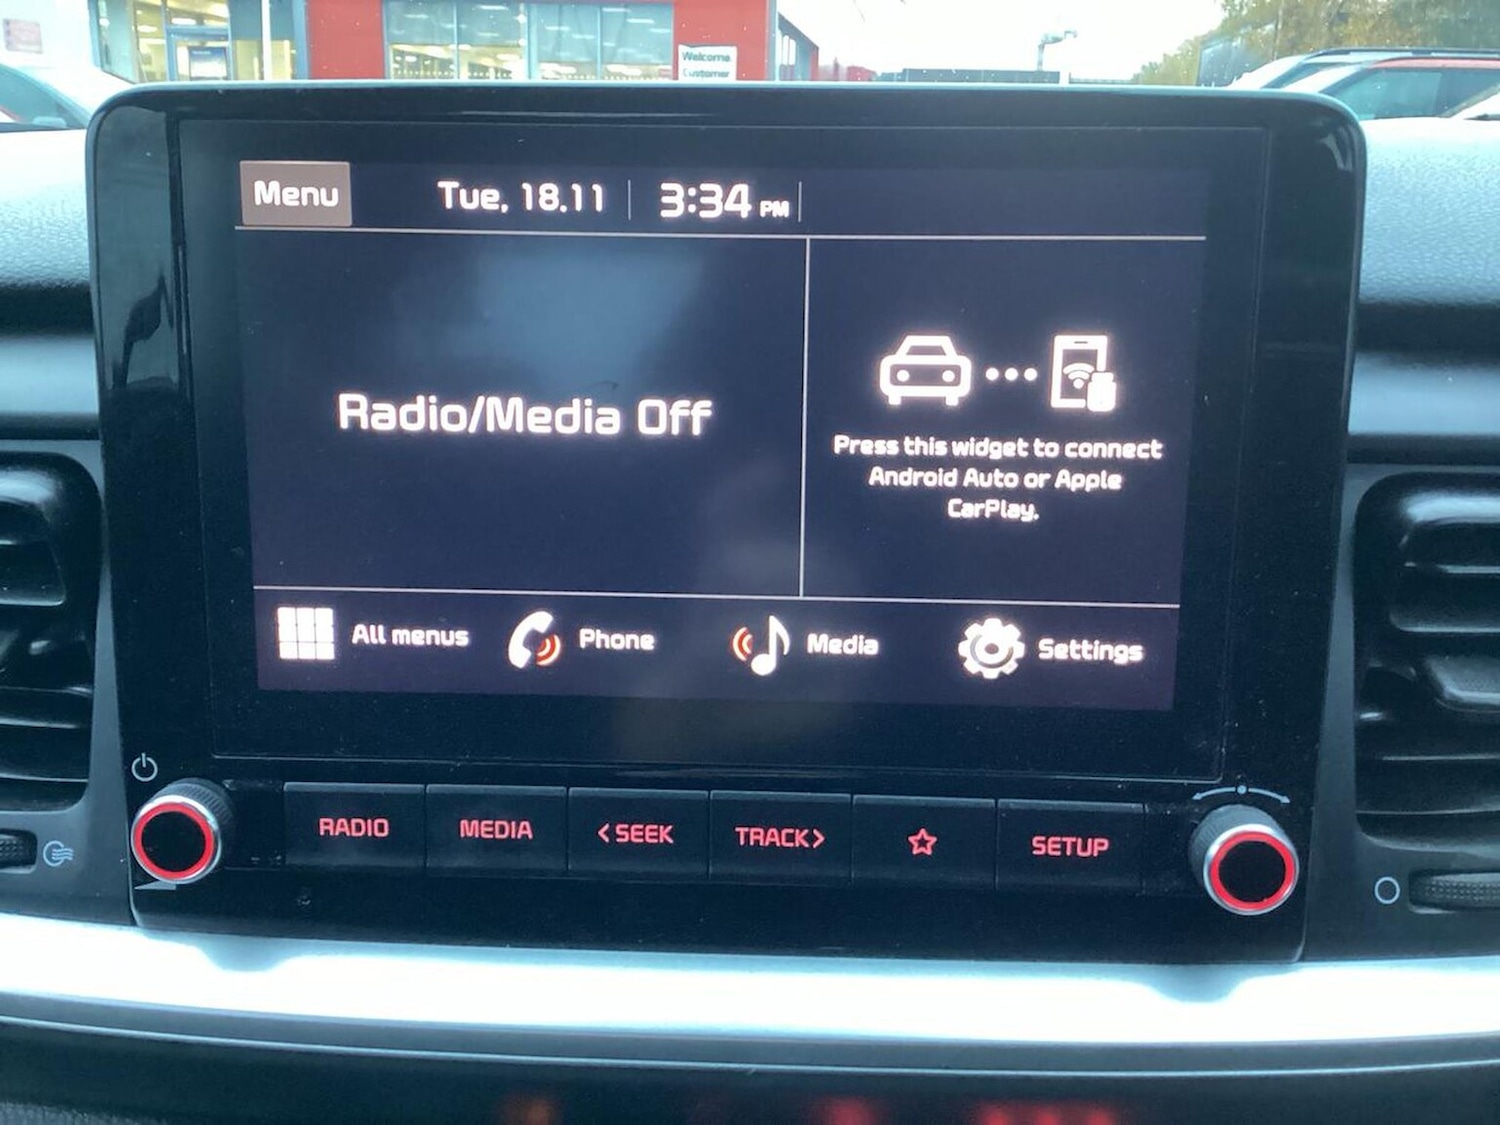 Welcome
Customer
Menu
Tue, 18.11
3:34 PM
Radio/Media Off
Press this widget to connect
Android Auto or Apple
CarPlay.
All menus
Phone
Media
Settings
RADIO
MEDIA
<SEEK
TRACK>
SETUP